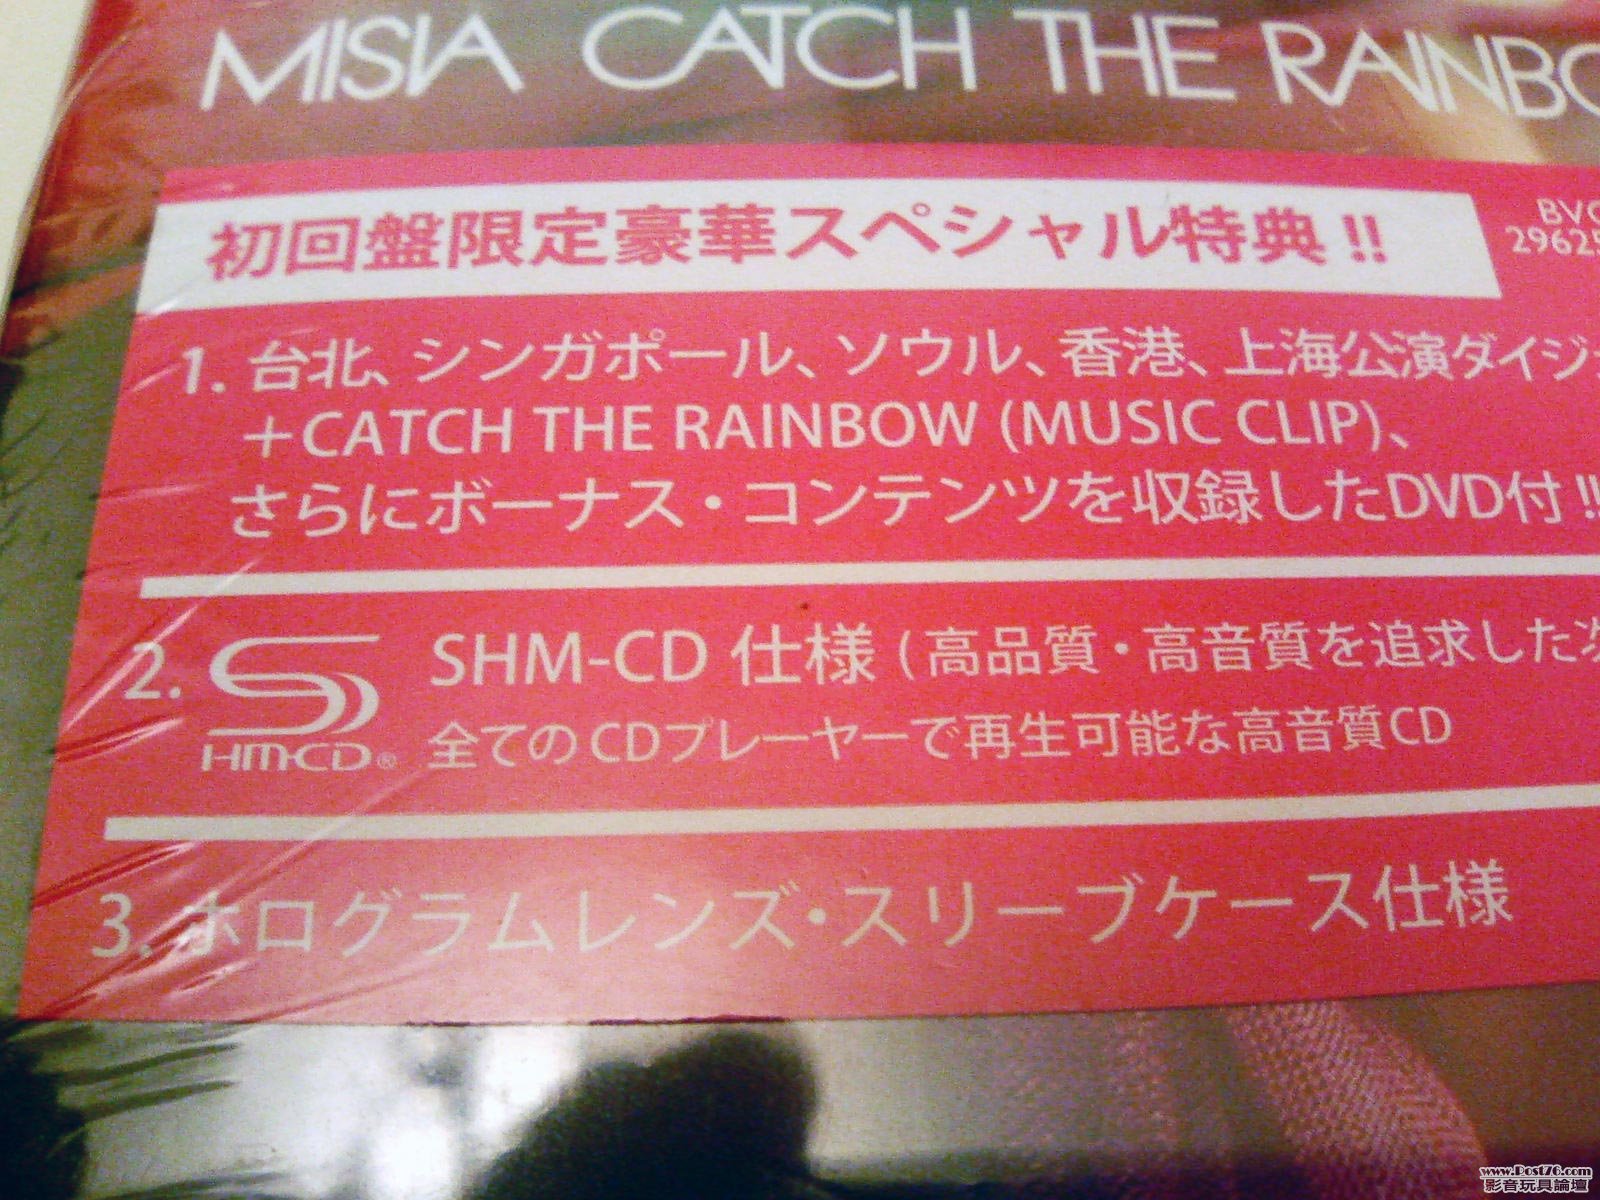 MISIA CATCH THE RAINBO
初回盤限定豪華スペシャル特典!!
BVC
29625
1. 台北、シンガポール、ソウル、香港、上海公演ダイジ
＋CATCH THE RAINBOW (MUSIC CLIP)、
さらにボーナス・コンテンツを収録したDVD付!!
2. SHM-CD 仕様 (高品質・高音質を追求した次
HM-CD®
全てのCDプレーヤーで再生可能な高音質CD
3. ホログラムレンズ・スリーブケース仕様
www.Post76.com
影音玩具論壇